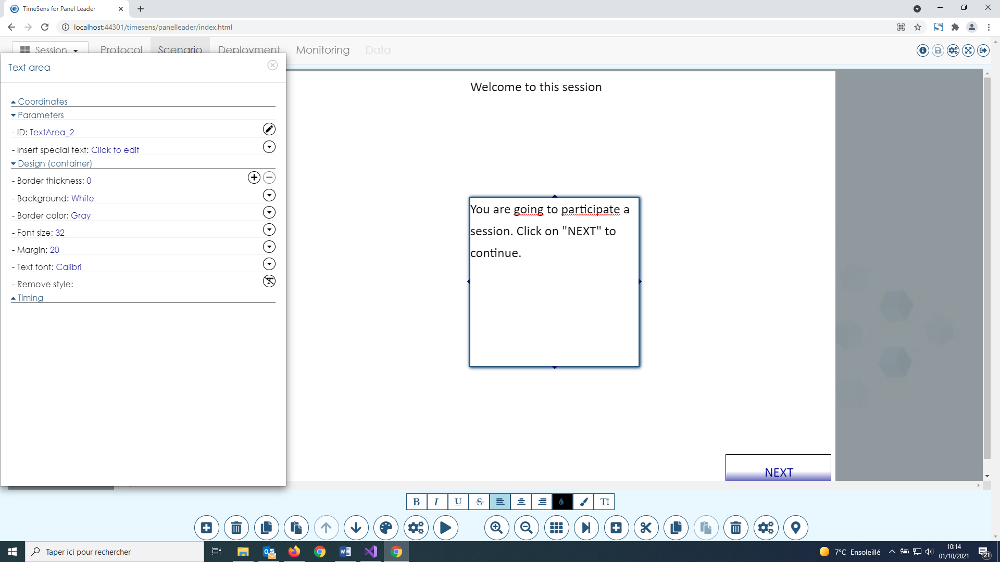 TimeSens for Panel Leader
localhost:44301/timesens/panelleader/index.html
Session Protocol Scenario Deployment Monitoring Data
Text area
Coordinates
Parameters
- ID: TextArea_2
- Insert special text: Click to edit
Design (container)
- Border thickness: 0
- Background: White
- Border color: Gray
- Font size: 32
- Margin: 20
- Text font: Calibri
- Remove style:
Timing
Welcome to this session
You are going to participate a
session. Click on "NEXT" to
continue.
NEXT
B I U S T
Taper ici pour rechercher
7°C Ensoleillé
10:14
01/10/2021
21